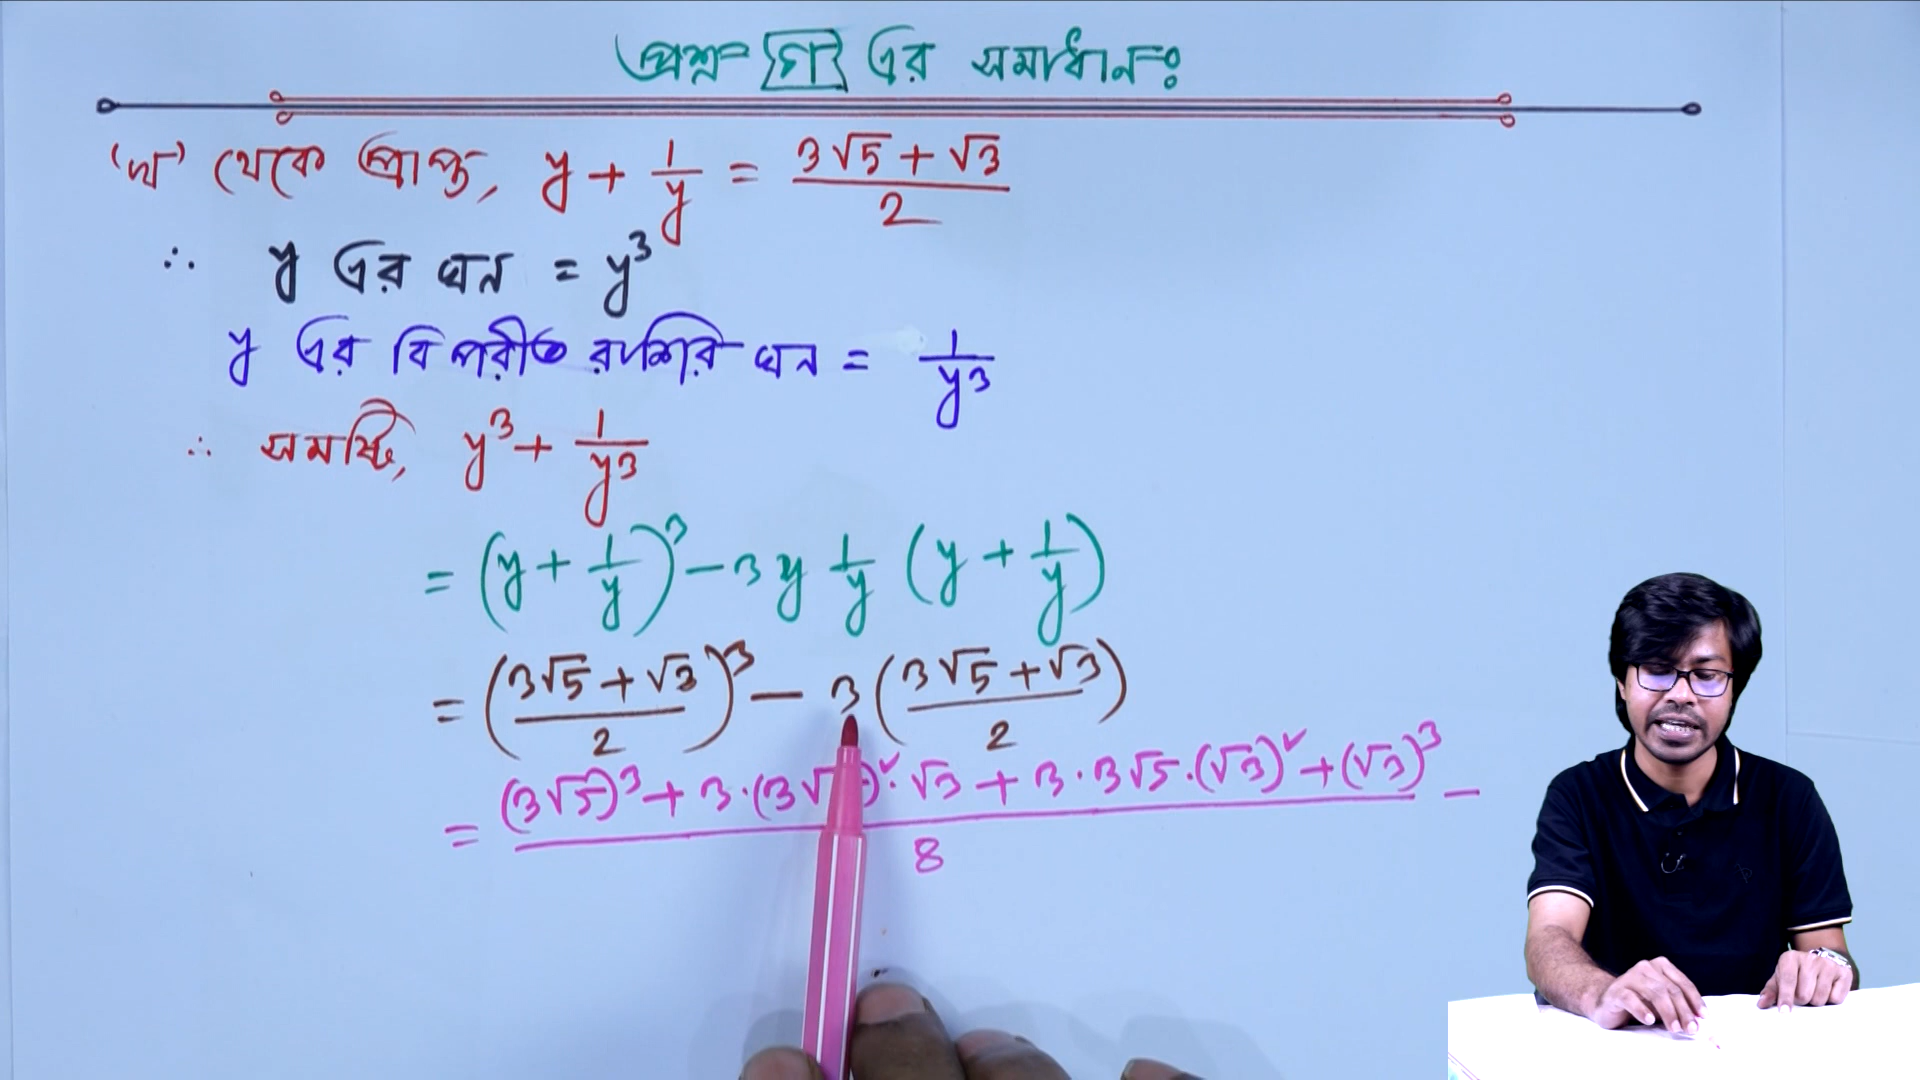 প্রশ্ন গ এর সমাধানঃ
'খ' থেকে প্রাপ্ত, y + 1/y = (3√5 + √3)/2
∴ y এর ঘন = y³
y এর বিপরীত রাশির ঘন = 1/y³
∴ সমষ্টি, y³ + 1/y³
= (y + 1/y)³ − 3 y 1/y (y + 1/y)
= ((3√5 + √3)/2)³ − 3 ((3√5 + √3)/2)
= ((3√5)³ + 3·(3√5)²·√3 + 3·3√5·(√3)² + (√3)³)/8 −